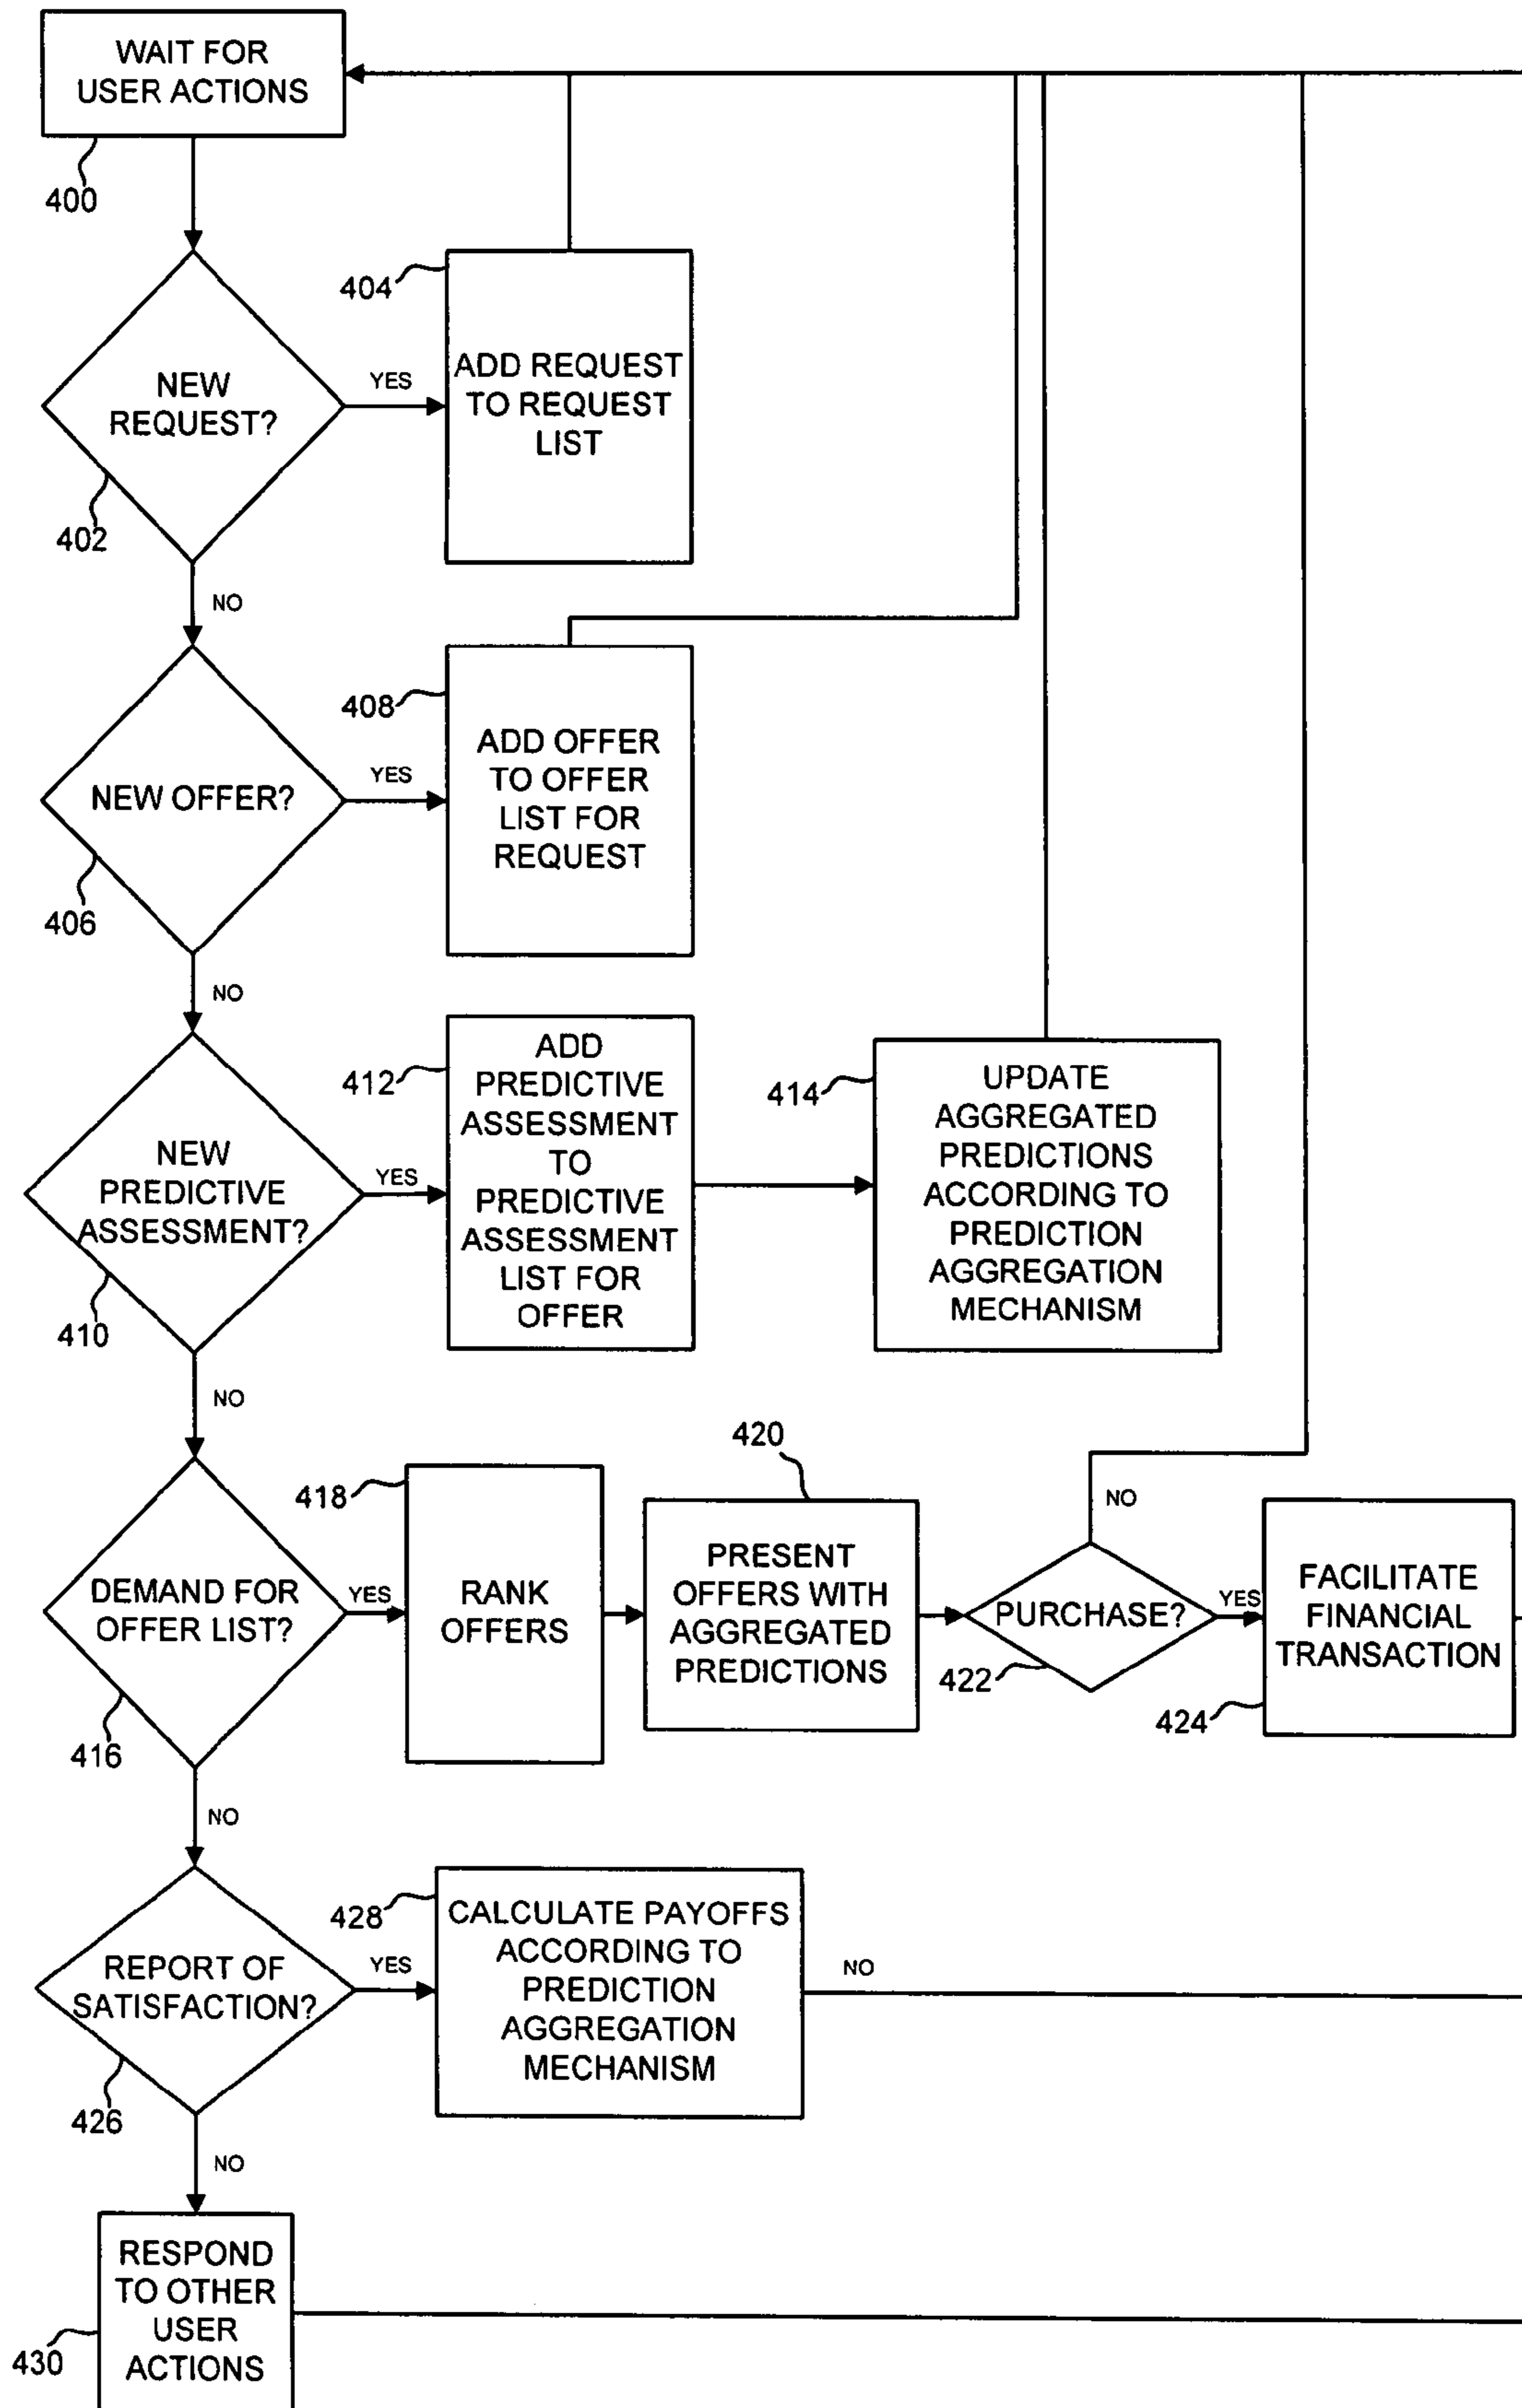 WAIT FOR
USER ACTIONS
400
404
NEW
REQUEST?
YES
ADD REQUEST
TO REQUEST
LIST
402
NO
408
NEW OFFER?
YES
ADD OFFER
TO OFFER
LIST FOR
REQUEST
406
NO
412
NEW
PREDICTIVE
ASSESSMENT?
YES
ADD
PREDICTIVE
ASSESSMENT
TO
PREDICTIVE
ASSESSMENT
LIST FOR
OFFER
414
UPDATE
AGGREGATED
PREDICTIONS
ACCORDING TO
PREDICTION
AGGREGATION
MECHANISM
410
NO
418
420
DEMAND FOR
OFFER LIST?
YES
RANK
OFFERS
PRESENT
OFFERS WITH
AGGREGATED
PREDICTIONS
NO
PURCHASE?
YES
422
FACILITATE
FINANCIAL
TRANSACTION
424
416
NO
428
REPORT OF
SATISFACTION?
YES
CALCULATE PAYOFFS
ACCORDING TO
PREDICTION
AGGREGATION
MECHANISM
NO
426
NO
RESPOND
TO OTHER
USER
ACTIONS
430